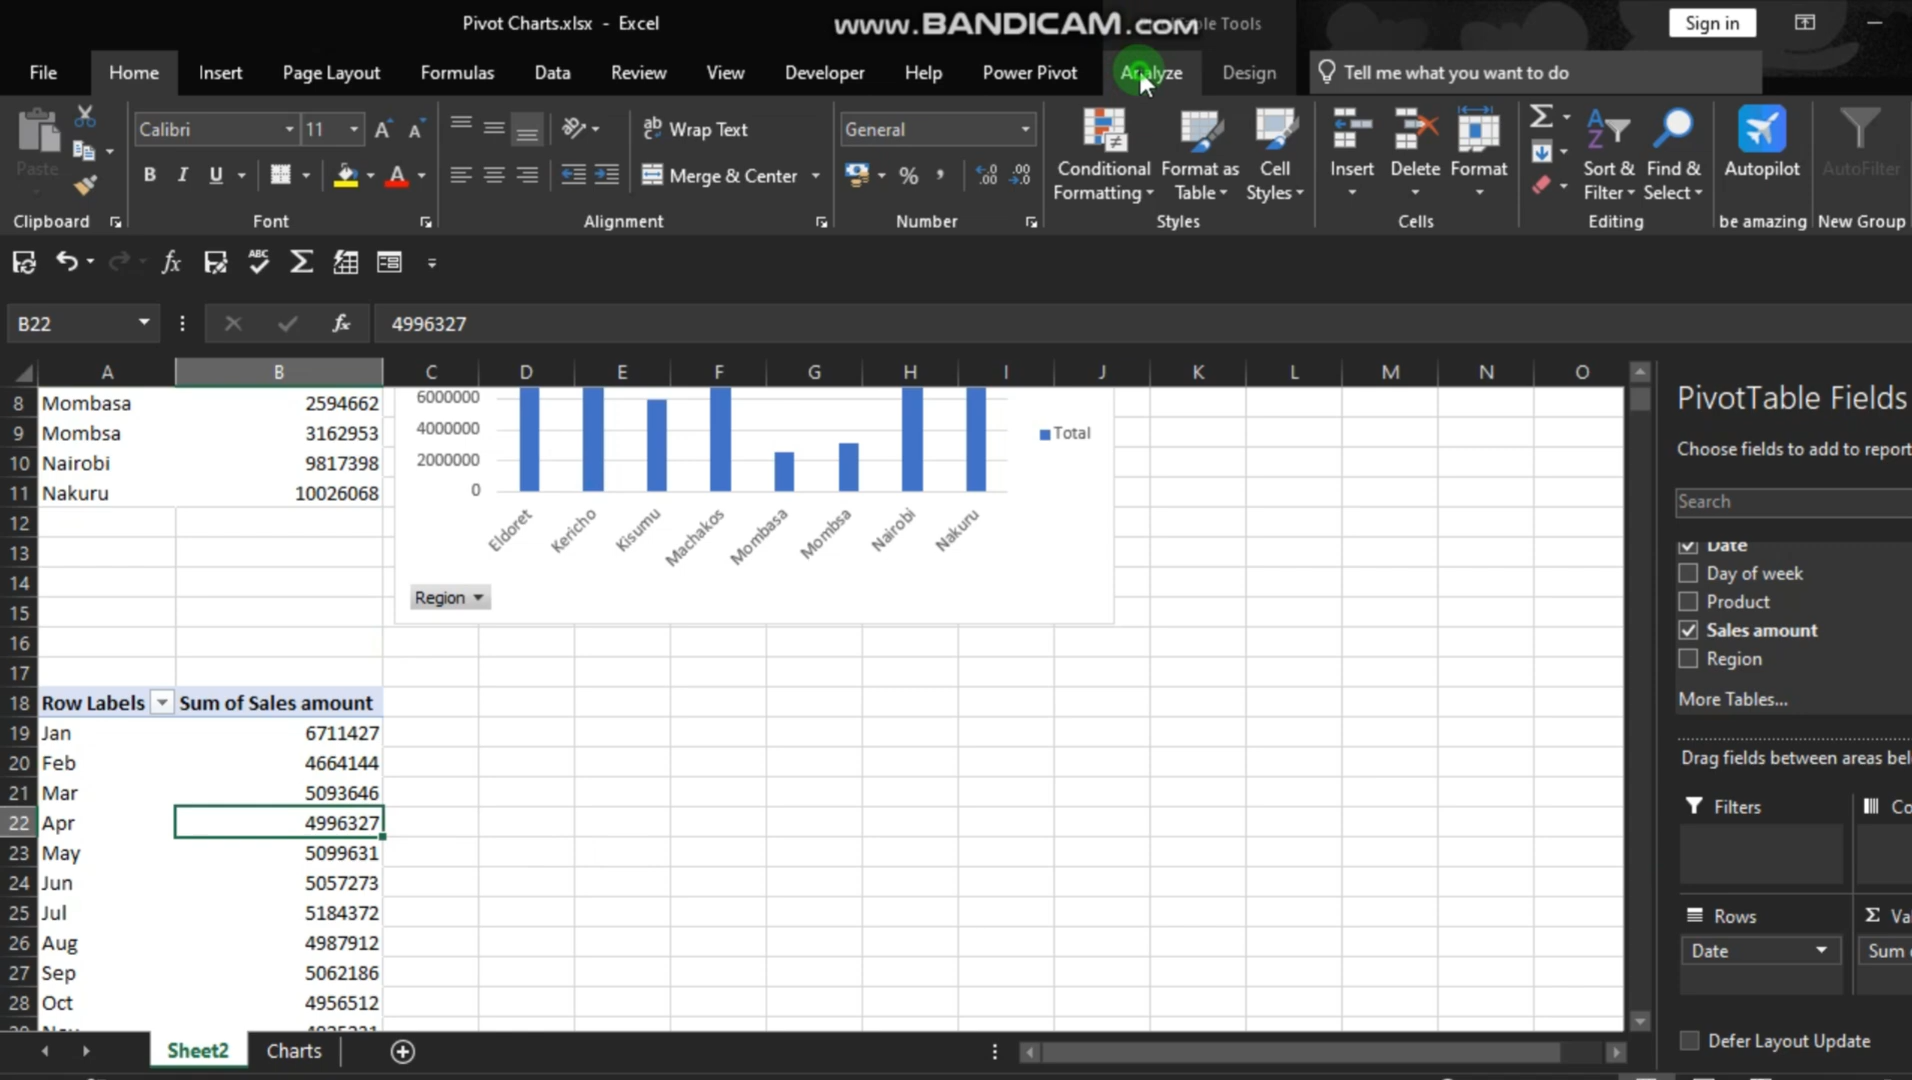 Pivot Charts.xlsx - Excel
www.BANDICAM.com
Table Tools
Sign in
File Home Insert Page Layout Formulas Data Review View Developer Help Power Pivot Analyze Design Tell me what you want to do
Paste
Calibri 11
Wrap Text
Merge & Center
General
Conditional Formatting
Format as Table
Cell Styles
Insert
Delete
Format
Sort & Filter
Find & Select
Autopilot
AutoFilter
Clipboard Font Alignment Number Styles Cells Editing be amazing New Group
B22 fx 4996327
A B C D E F G H I J K L M N O
8 Mombasa 2594662
9 Mombsa 3162953
10 Nairobi 9817398
11 Nakuru 10026068
12
13
14
15
16
17
18 Row Labels Sum of Sales amount
19 Jan 6711427
20 Feb 4664144
21 Mar 5093646
22 Apr 4996327
23 May 5099631
24 Jun 5057273
25 Jul 5184372
26 Aug 4987912
27 Sep 5062186
28 Oct 4956512
6000000
4000000
2000000
0
Eldoret Kericho Kisumu Machakos Mombasa Mombsa Nairobi Nakuru
Total
Region
PivotTable Fields
Choose fields to add to report
Search
Date
Day of week
Product
Sales amount
Region
More Tables...
Drag fields between areas bel
Filters Co
Rows Σ Va
Date Sum
Defer Layout Update
Sheet2 Charts